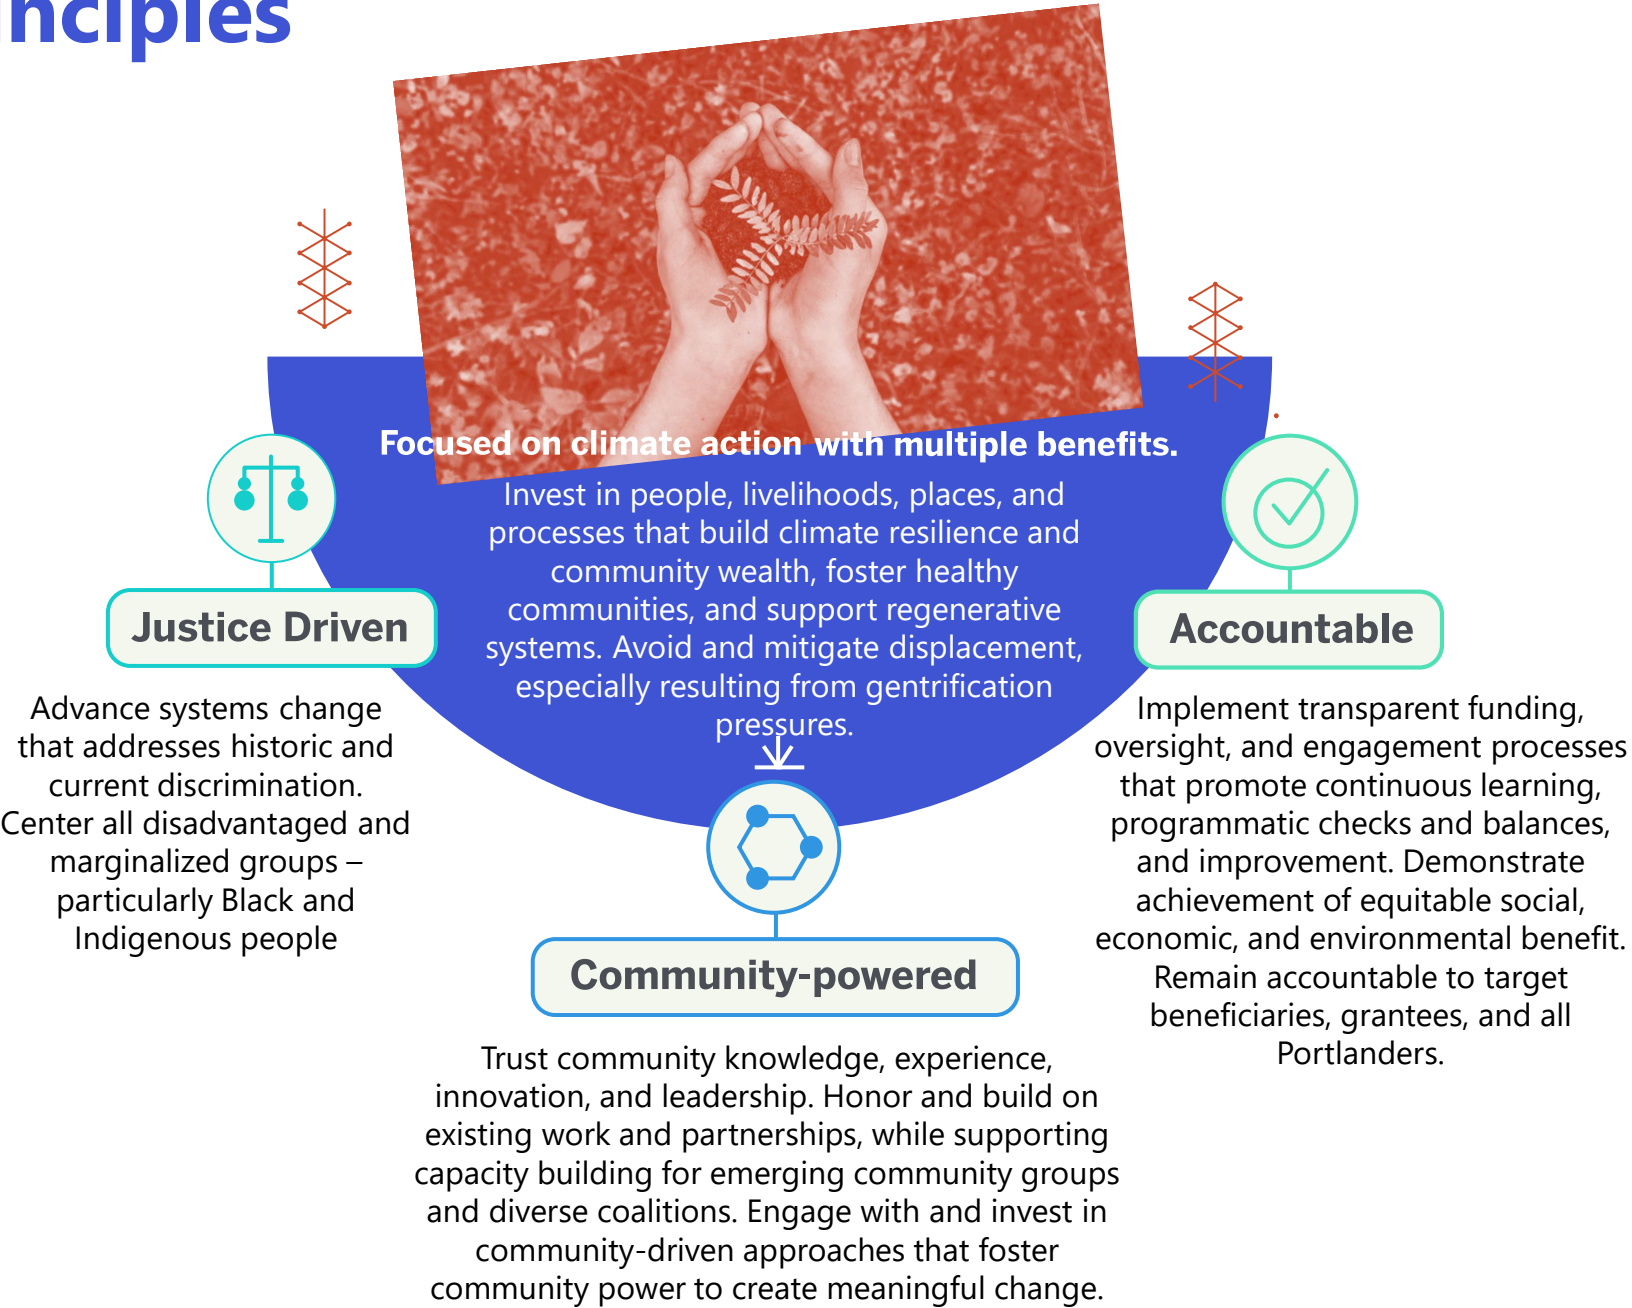 inciples
Focused on climate action with multiple benefits.
Invest in people, livelihoods, places, and
processes that build climate resilience and
community wealth, foster healthy
communities, and support regenerative
systems. Avoid and mitigate displacement,
especially resulting from gentrification
pressures.
Justice Driven
Advance systems change
that addresses historic and
current discrimination.
Center all disadvantaged and
marginalized groups –
particularly Black and
Indigenous people
Community-powered
Trust community knowledge, experience,
innovation, and leadership. Honor and build on
existing work and partnerships, while supporting
capacity building for emerging community groups
and diverse coalitions. Engage with and invest in
community-driven approaches that foster
community power to create meaningful change.
Accountable
Implement transparent funding,
oversight, and engagement processes
that promote continuous learning,
programmatic checks and balances,
and improvement. Demonstrate
achievement of equitable social,
economic, and environmental benefit.
Remain accountable to target
beneficiaries, grantees, and all
Portlanders.